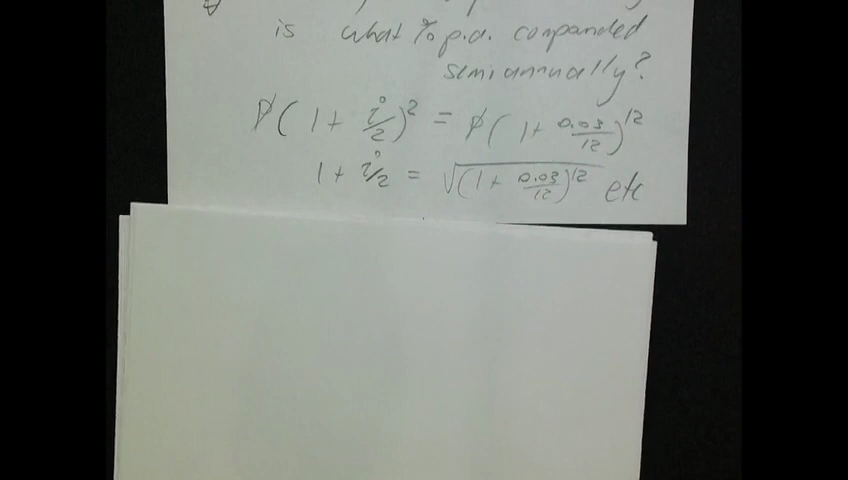 is what % p.a. compounded
semiannually?
P(1 + i/2)² = P(1 + 0.03/12)¹²
1 + i/2 = √(1 + 0.03/12)¹² etc